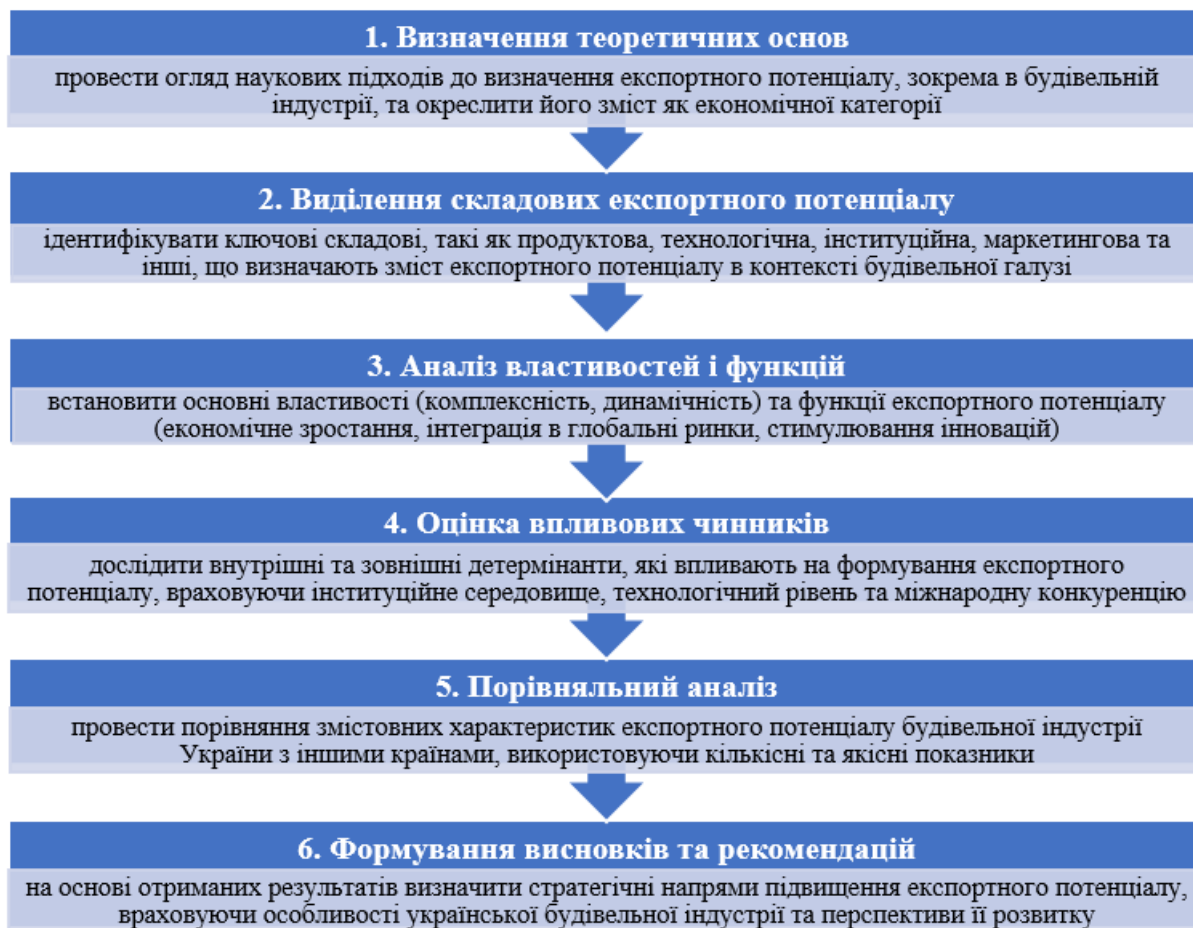 1. Визначення теоретичних основ
провести огляд наукових підходів до визначення експортного потенціалу, зокрема в будівельній
індустрії, та окреслити його зміст як економічної категорії
2. Виділення складових експортного потенціалу
ідентифікувати ключові складові, такі як продуктова, технологічна, інституційна, маркетингова та
інші, що визначають зміст експортного потенціалу в контексті будівельної галузі
3. Аналіз властивостей і функцій
встановити основні властивості (комплексність, динамічність) та функції експортного потенціалу
(економічне зростання, інтеграція в глобальні ринки, стимулювання інновацій)
4. Оцінка впливових чинників
дослідити внутрішні та зовнішні детермінанти, які впливають на формування експортного
потенціалу, враховуючи інституційне середовище, технологічний рівень та міжнародну конкуренцію
5. Порівняльний аналіз
провести порівняння змістовних характеристик експортного потенціалу будівельної індустрії
України з іншими країнами, використовуючи кількісні та якісні показники
6. Формування висновків та рекомендацій
на основі отриманих результатів визначити стратегічні напрями підвищення експортного потенціалу,
враховуючи особливості української будівельної індустрії та перспективи її розвитку